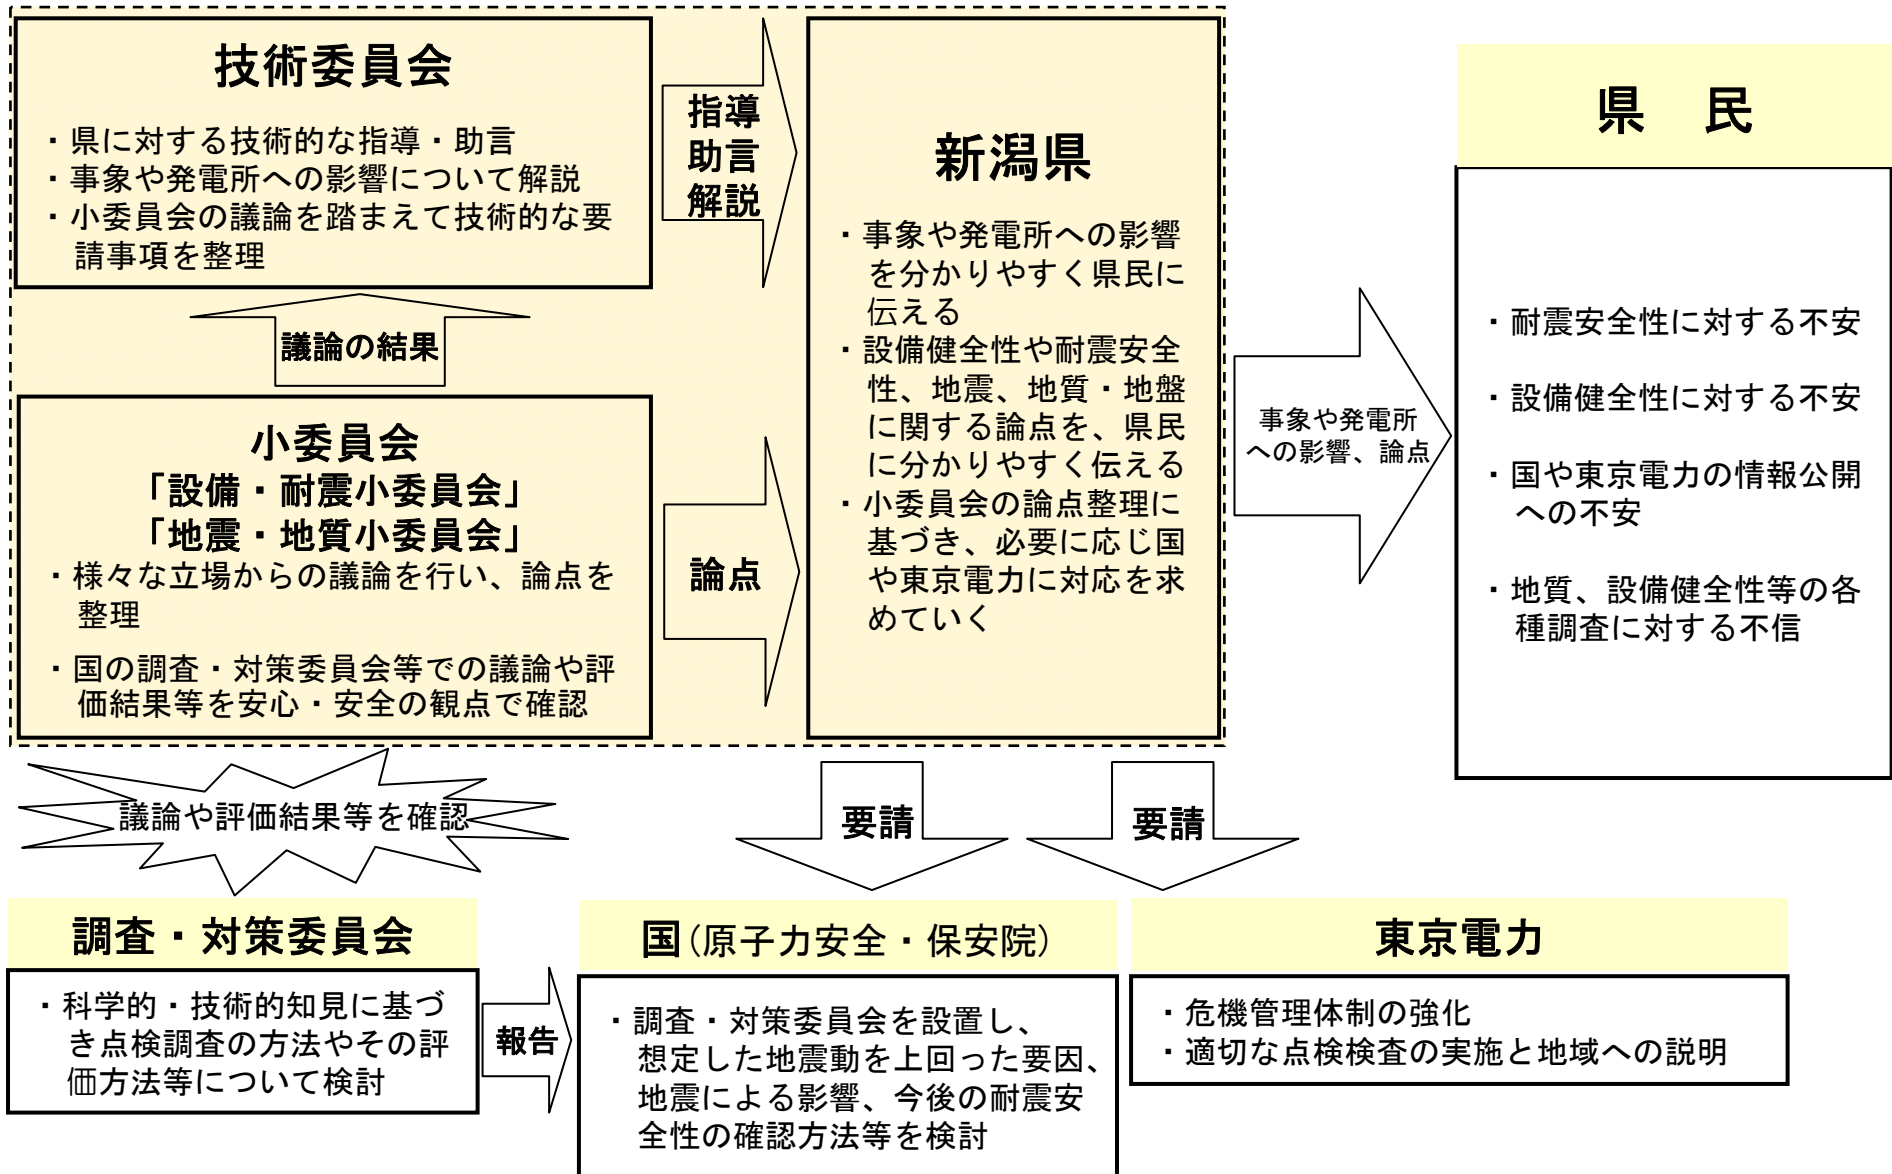 技術委員会
・県に対する技術的な指導・助言
・事象や発電所への影響について解説
・小委員会の議論を踏まえて技術的な要
請事項を整理
指導
助言
解説
議論の結果
小委員会
「設備・耐震小委員会」
「地震・地質小委員会」
・様々な立場からの議論を行い、論点を
整理
・国の調査・対策委員会等での議論や評
価結果等を安心・安全の観点で確認
論点
新潟県
・事象や発電所への影響
を分かりやすく県民に
伝える
・設備健全性や耐震安全
性、地震、地質・地盤
に関する論点を、県民
に分かりやすく伝える
・小委員会の論点整理に
基づき、必要に応じ国
や東京電力に対応を求
めていく
事象や発電所
への影響、論点
県　民
・耐震安全性に対する不安
・設備健全性に対する不安
・国や東京電力の情報公開
への不安
・地質、設備健全性等の各
種調査に対する不信
議論や評価結果等を確認
要請
要請
調査・対策委員会
・科学的・技術的知見に基づ
き点検調査の方法やその評
価方法等について検討
報告
国(原子力安全・保安院)
・調査・対策委員会を設置し、
想定した地震動を上回った要因、
地震による影響、今後の耐震安
全性の確認方法等を検討
東京電力
・危機管理体制の強化
・適切な点検検査の実施と地域への説明